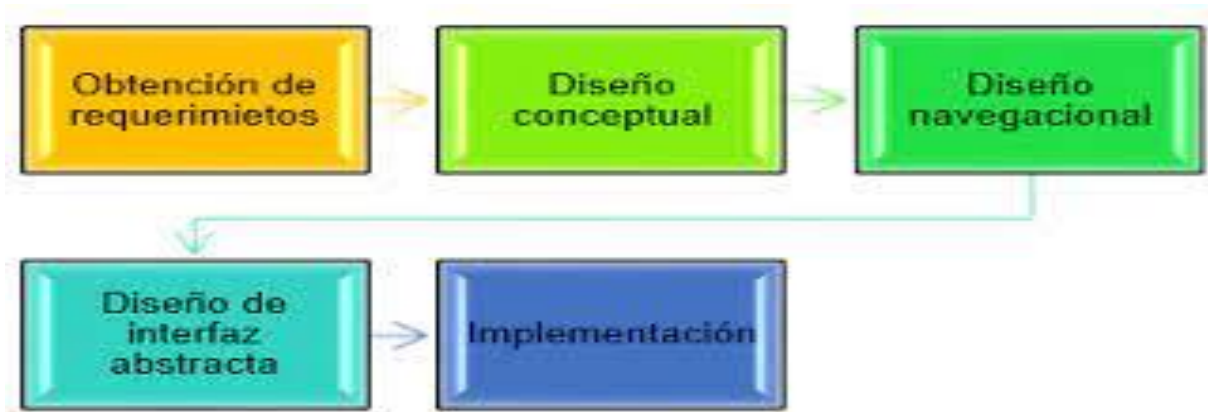 Obtención de
requerimietos
Diseño
conceptual
Diseño
navegacional
Diseño de
interfaz
abstracta
Implementación